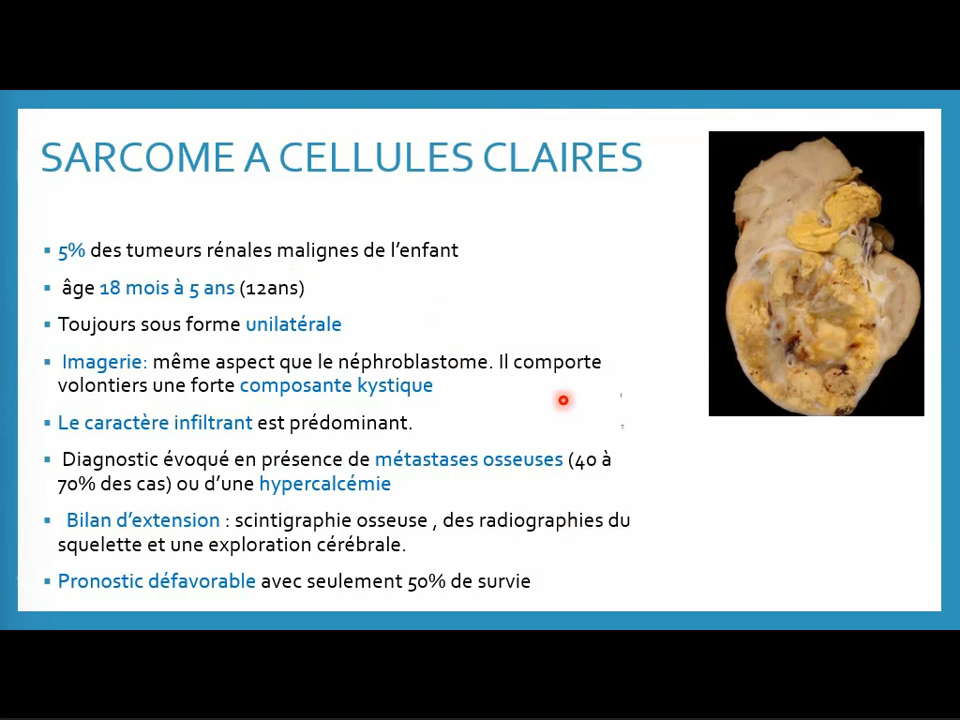 SARCOME A CELLULES CLAIRES
▪ 5% des tumeurs rénales malignes de l’enfant
▪ âge 18 mois à 5 ans (12ans)
▪ Toujours sous forme unilatérale
▪ Imagerie: même aspect que le néphroblastome. Il comporte
volontiers une forte composante kystique
▪ Le caractère infiltrant est prédominant.
▪ Diagnostic évoqué en présence de métastases osseuses (40 à
70% des cas) ou d’une hypercalcémie
▪ Bilan d’extension : scintigraphie osseuse , des radiographies du
squelette et une exploration cérébrale.
▪ Pronostic défavorable avec seulement 50% de survie